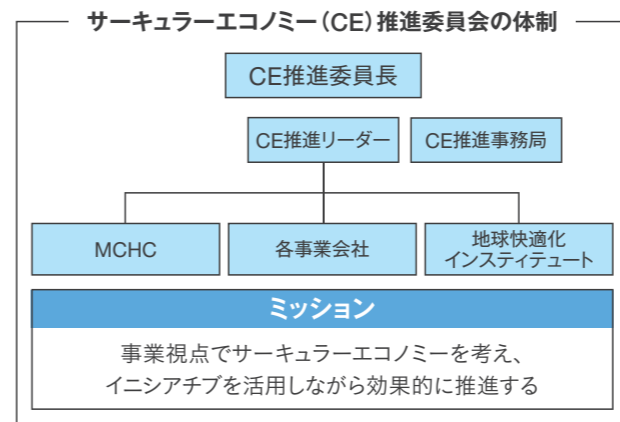 サーキュラーエコノミー（CE）推進委員会の体制
CE推進委員長
CE推進リーダー
CE推進事務局
MCHC
各事業会社
地球快適化
インスティテュート
ミッション
事業視点でサーキュラーエコノミーを考え、
イニシアチブを活用しながら効果的に推進する